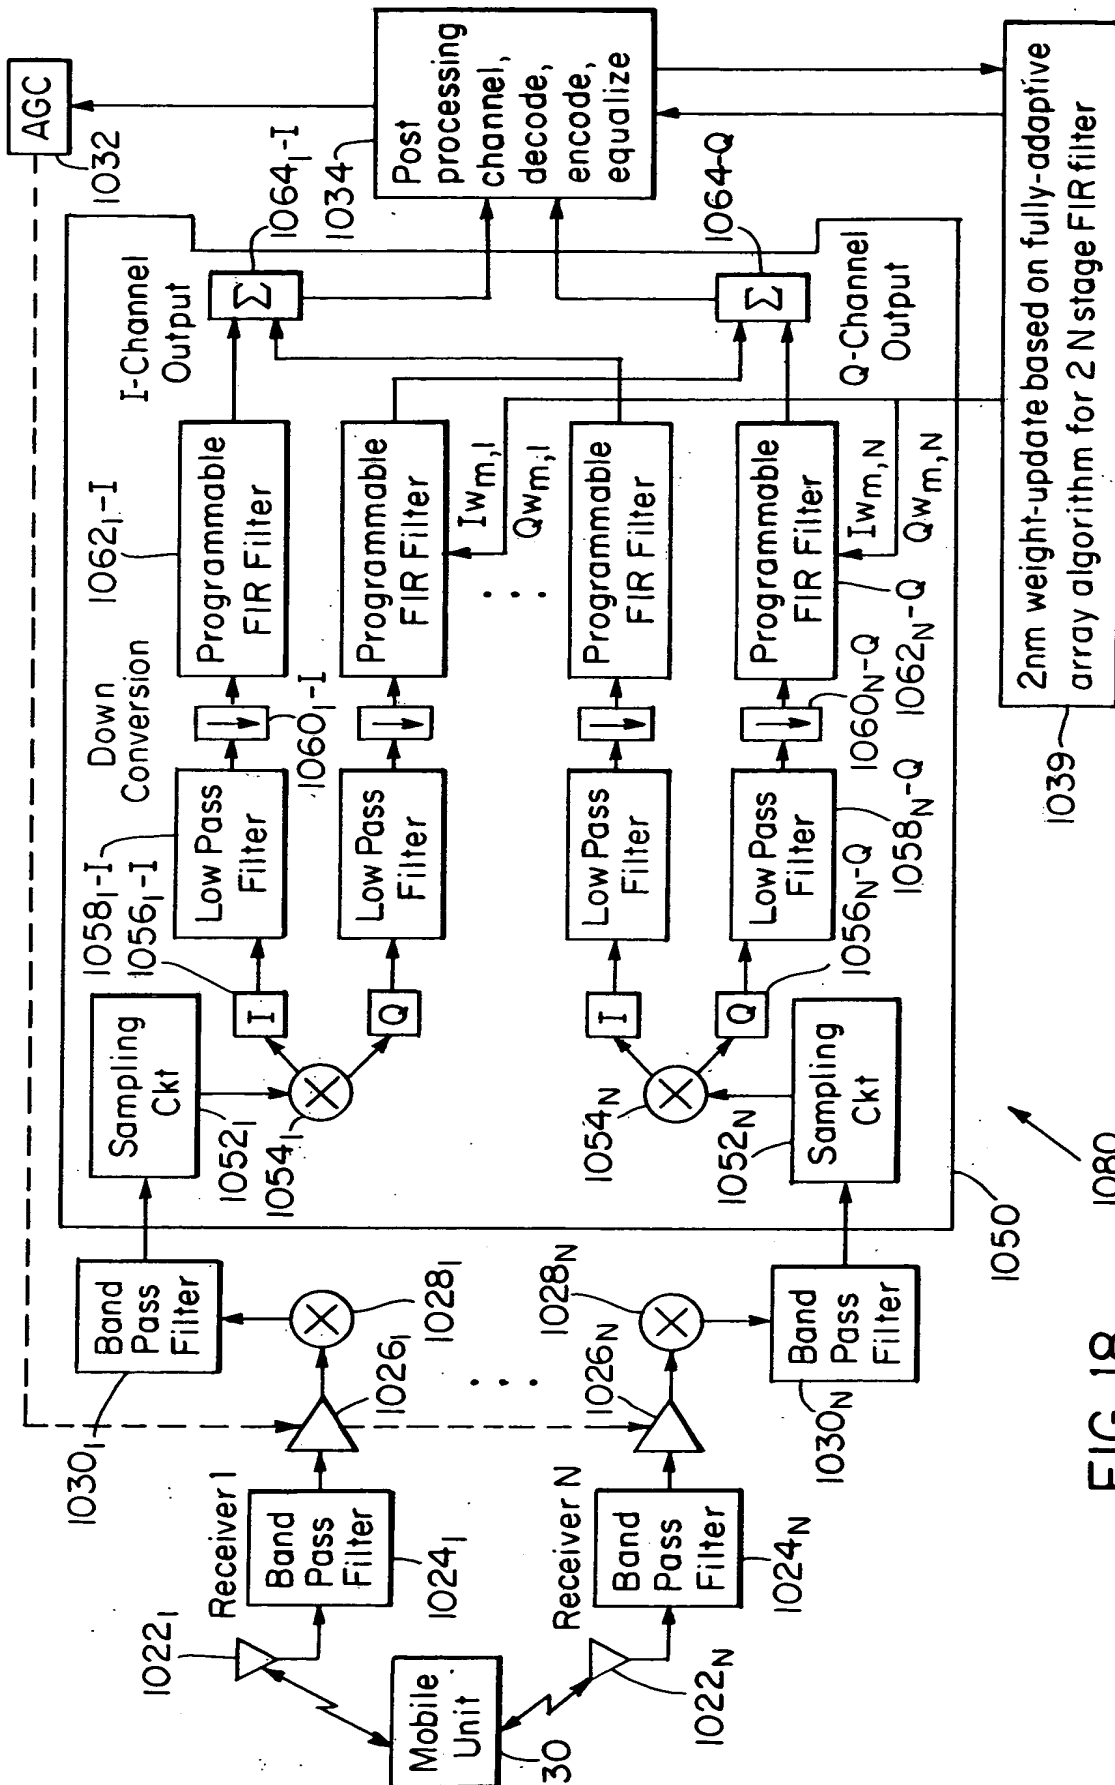 AGC
1032
1064₁-I
1034
Post
processing
channel,
decode,
encode,
equalize
1064-Q
I-Channel
Output
Σ
Σ
Q-Channel
Output
1062₁-I
Programmable
FIR Filter
Programmable
FIR Filter
Iwm,1
Qwm,1
. . .
Programmable
FIR Filter
Programmable
FIR Filter
Iwm,N
Qwm,N
1062N-Q
2nm weight-update based on fully-adaptive
array algorithm for 2 N stage FIR filter
1039
Down
Conversion
1060₁-I
1060N-Q
1058₁-I
1056₁-I
Low Pass
Filter
Low Pass
Filter
Low Pass
Filter
Low Pass
Filter
1058N-Q
1056N-Q
Sampling
Ckt
1052₁
I
Q
1054₁
I
Q
1054N
1052N
Sampling
Ckt
1050
1080
Band
Pass
Filter
1030₁
1028₁
1026₁
. . .
1028N
1026N
Band
Pass
Filter
1030N
Receiver 1
Band
Pass
Filter
1024₁
1022₁
Receiver N
Band
Pass
Filter
1024N
1022N
Mobile
Unit
30
FIG. 18